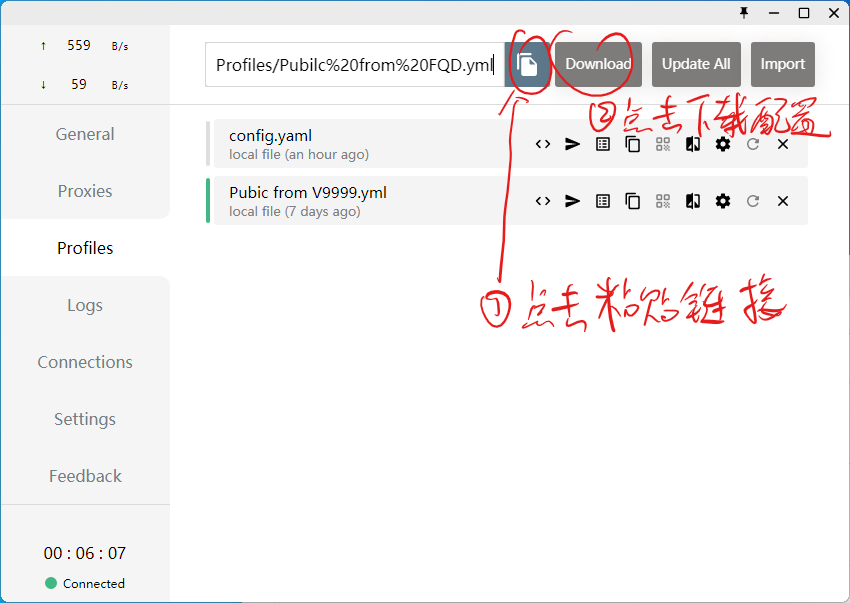 ↑ 559 B/s
↓ 59 B/s
General
Proxies
Profiles
Logs
Connections
Settings
Feedback
00 : 06 : 07
Connected
Profiles/Pubilc%20from%20FQD.yml
Download
Update All
Import
②点击下载配置
config.yaml
local file (an hour ago)
Pubic from V9999.yml
local file (7 days ago)
①点击粘贴链接